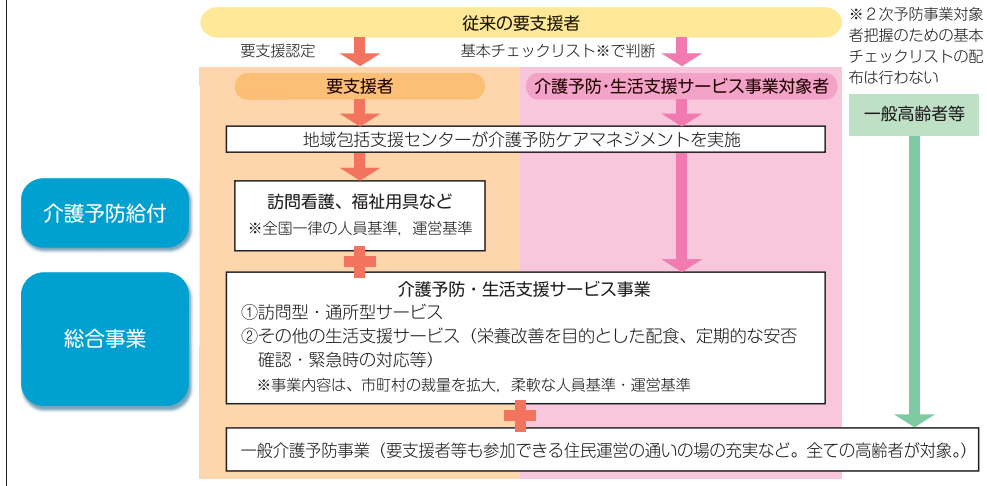 従来の要支援者
※２次予防事業対象
者把握のための基本
チェックリストの配
布は行わない
要支援認定
基本チェックリスト※で判断
要支援者
介護予防・生活支援サービス事業対象者
一般高齢者等
地域包括支援センターが介護予防ケアマネジメントを実施
介護予防給付
訪問看護、福祉用具など
※全国一律の人員基準，運営基準
総合事業
介護予防・生活支援サービス事業
①訪問型・通所型サービス
②その他の生活支援サービス（栄養改善を目的とした配食、定期的な安否
確認・緊急時の対応等）
※事業内容は、市町村の裁量を拡大，柔軟な人員基準・運営基準
一般介護予防事業（要支援者等も参加できる住民運営の通いの場の充実など。全ての高齢者が対象。）